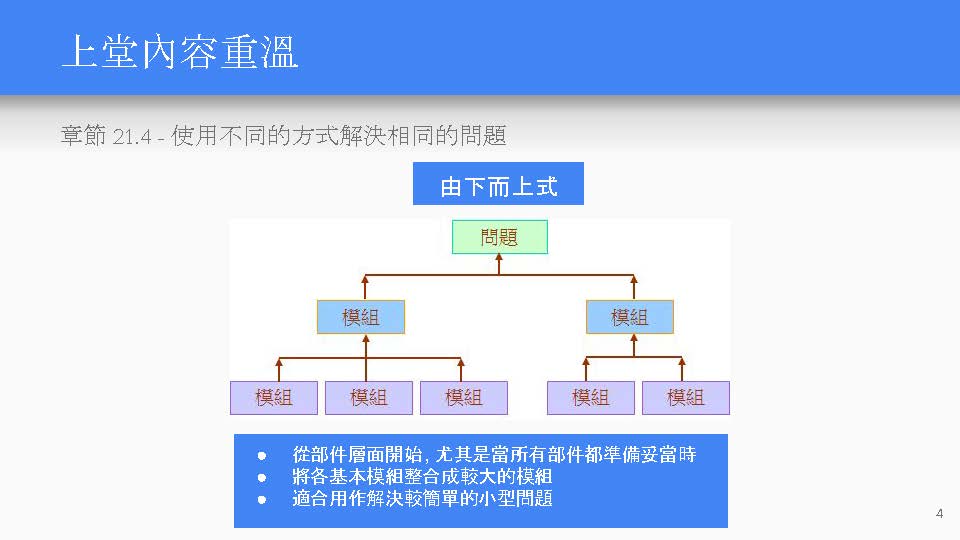 上堂內容重溫
章節 21.4 - 使用不同的方式解決相同的問題
由下而上式
問題
模組 模組
模組 模組 模組 模組 模組
● 從部件層面開始, 尤其是當所有部件都準備妥當時
● 將各基本模組整合成較大的模組
● 適合用作解決較簡單的小型問題
4